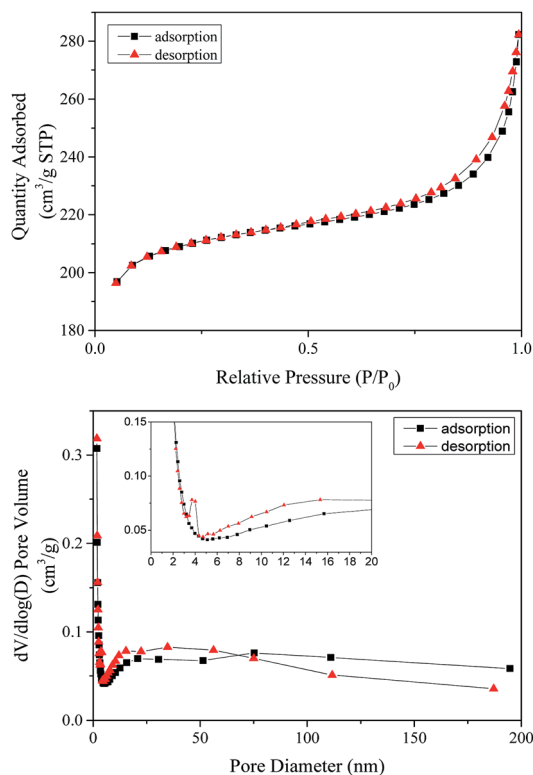 280
260
240
220
200
180
Quantity Adsorbed
(cm³/g STP)
adsorption
desorption
0.0
0.5
1.0
Relative Pressure (P/P₀)
0.3
0.2
0.1
0.0
dV/dlog(D) Pore Volume
(cm³/g)
0.15
0.10
0.05
0 2 4 6 8 10 12 14 16 18 20
adsorption
desorption
0 50 100 150 200
Pore Diameter (nm)